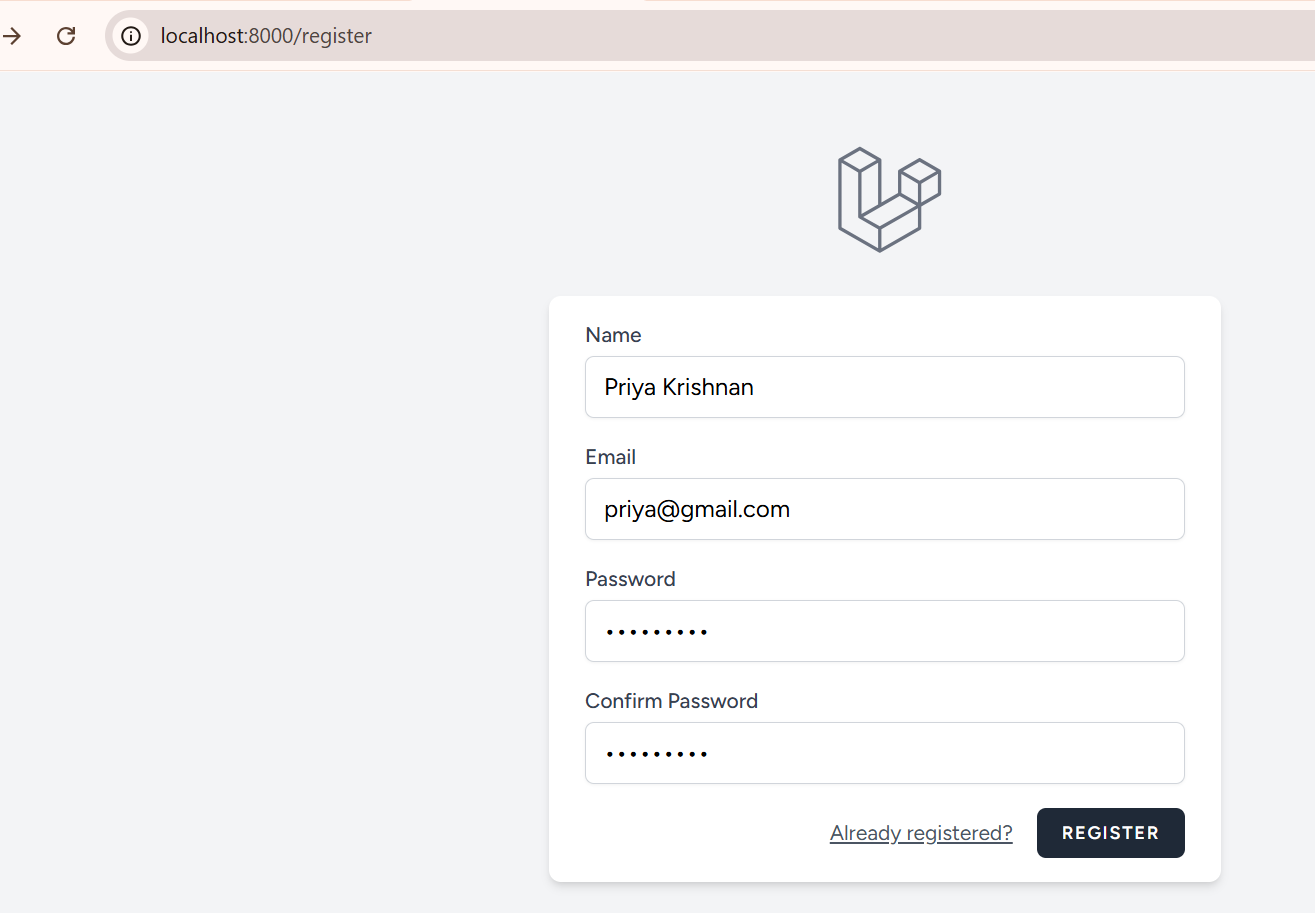 localhost:8000/register
Name
Priya Krishnan
Email
priya@gmail.com
Password
•••••••••
Confirm Password
•••••••••
Already registered? REGISTER